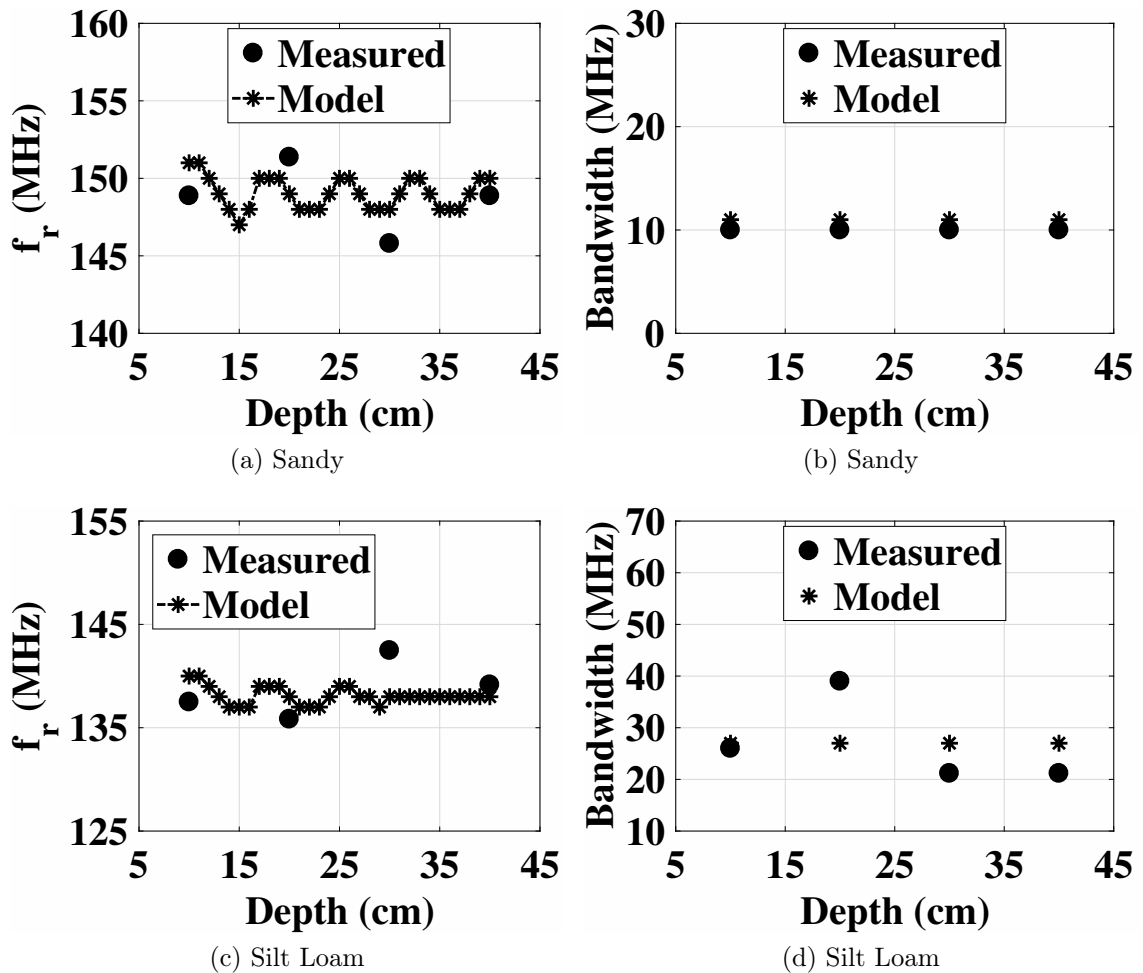 160
155
150
145
140
f_r (MHz)
Measured
Model
5 15 25 35 45
Depth (cm)
(a) Sandy
30
20
10
0
Bandwidth (MHz)
Measured
Model
5 15 25 35 45
Depth (cm)
(b) Sandy
155
145
135
125
f_r (MHz)
Measured
Model
5 15 25 35 45
Depth (cm)
(c) Silt Loam
70
60
50
40
30
20
10
Bandwidth (MHz)
Measured
Model
5 15 25 35 45
Depth (cm)
(d) Silt Loam